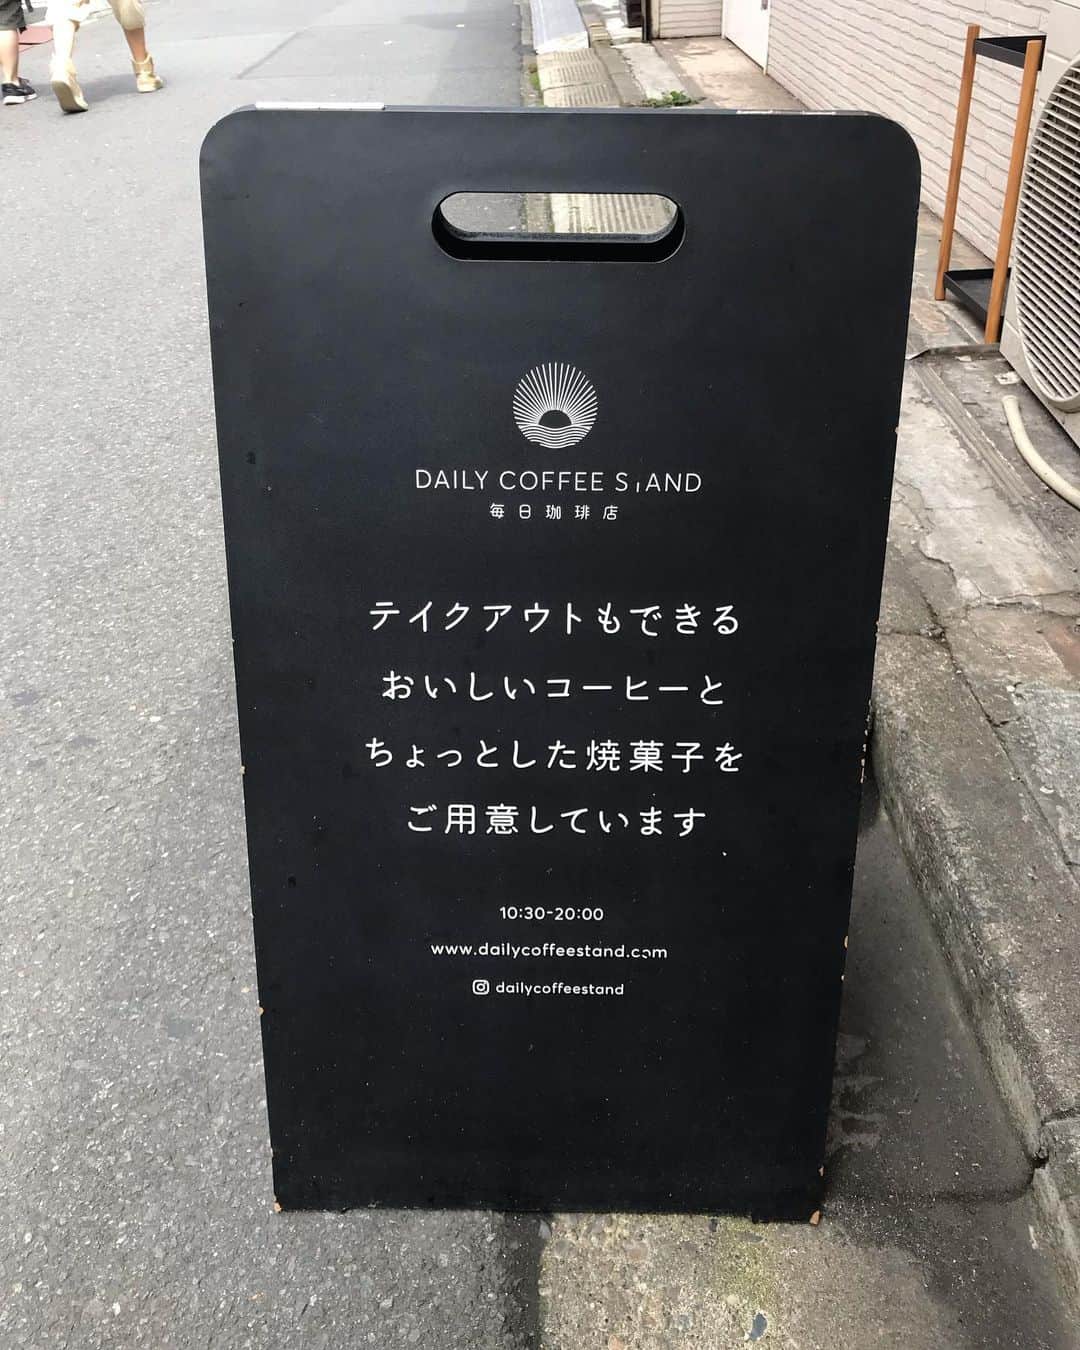 DAILY COFFEE STAND
毎日珈琲店
テイクアウトもできる
おいしいコーヒーと
ちょっとした焼菓子を
ご用意しています
10:30-20:00
www.dailycoffeestand.com
dailycoffeestand